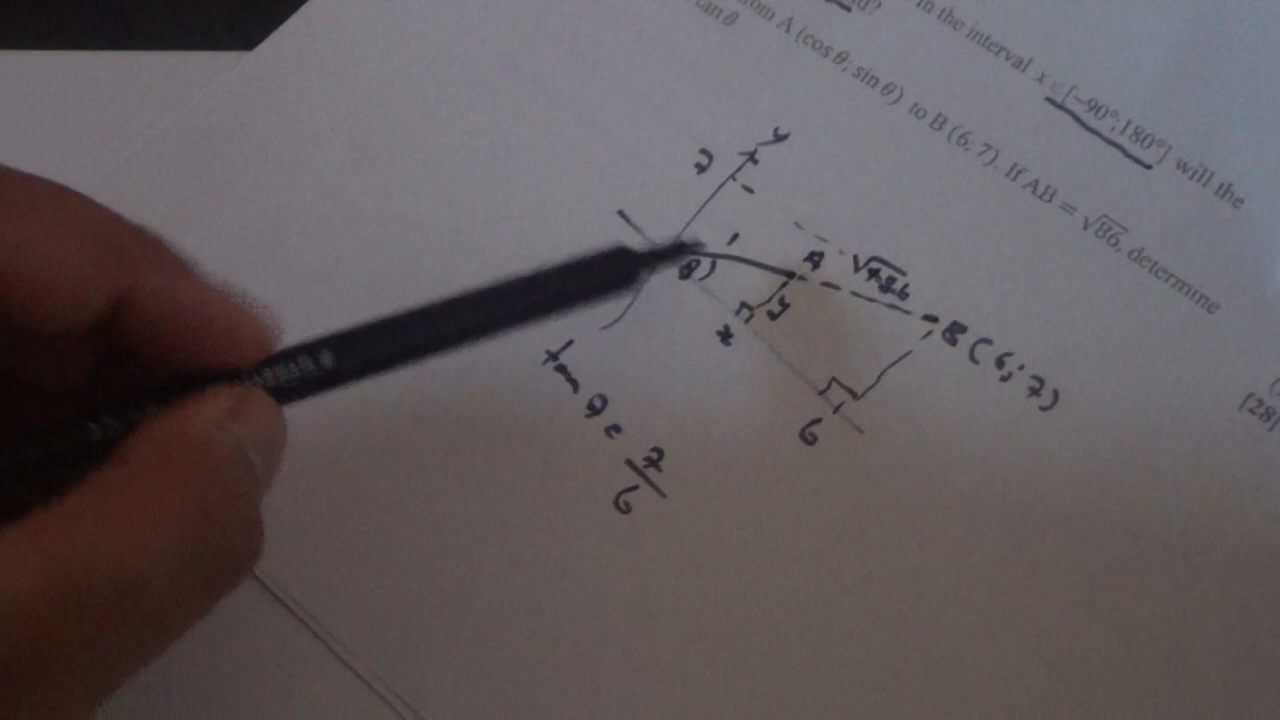 in the interval x ∈ [−90°;180°] will the
d?
om A (cos θ; sin θ) to B (6; 7). If AB = √86, determine
tan θ
[28]
y
7
1
A
θ
y
x
B (6; 7)
6
tan θ = 7/6